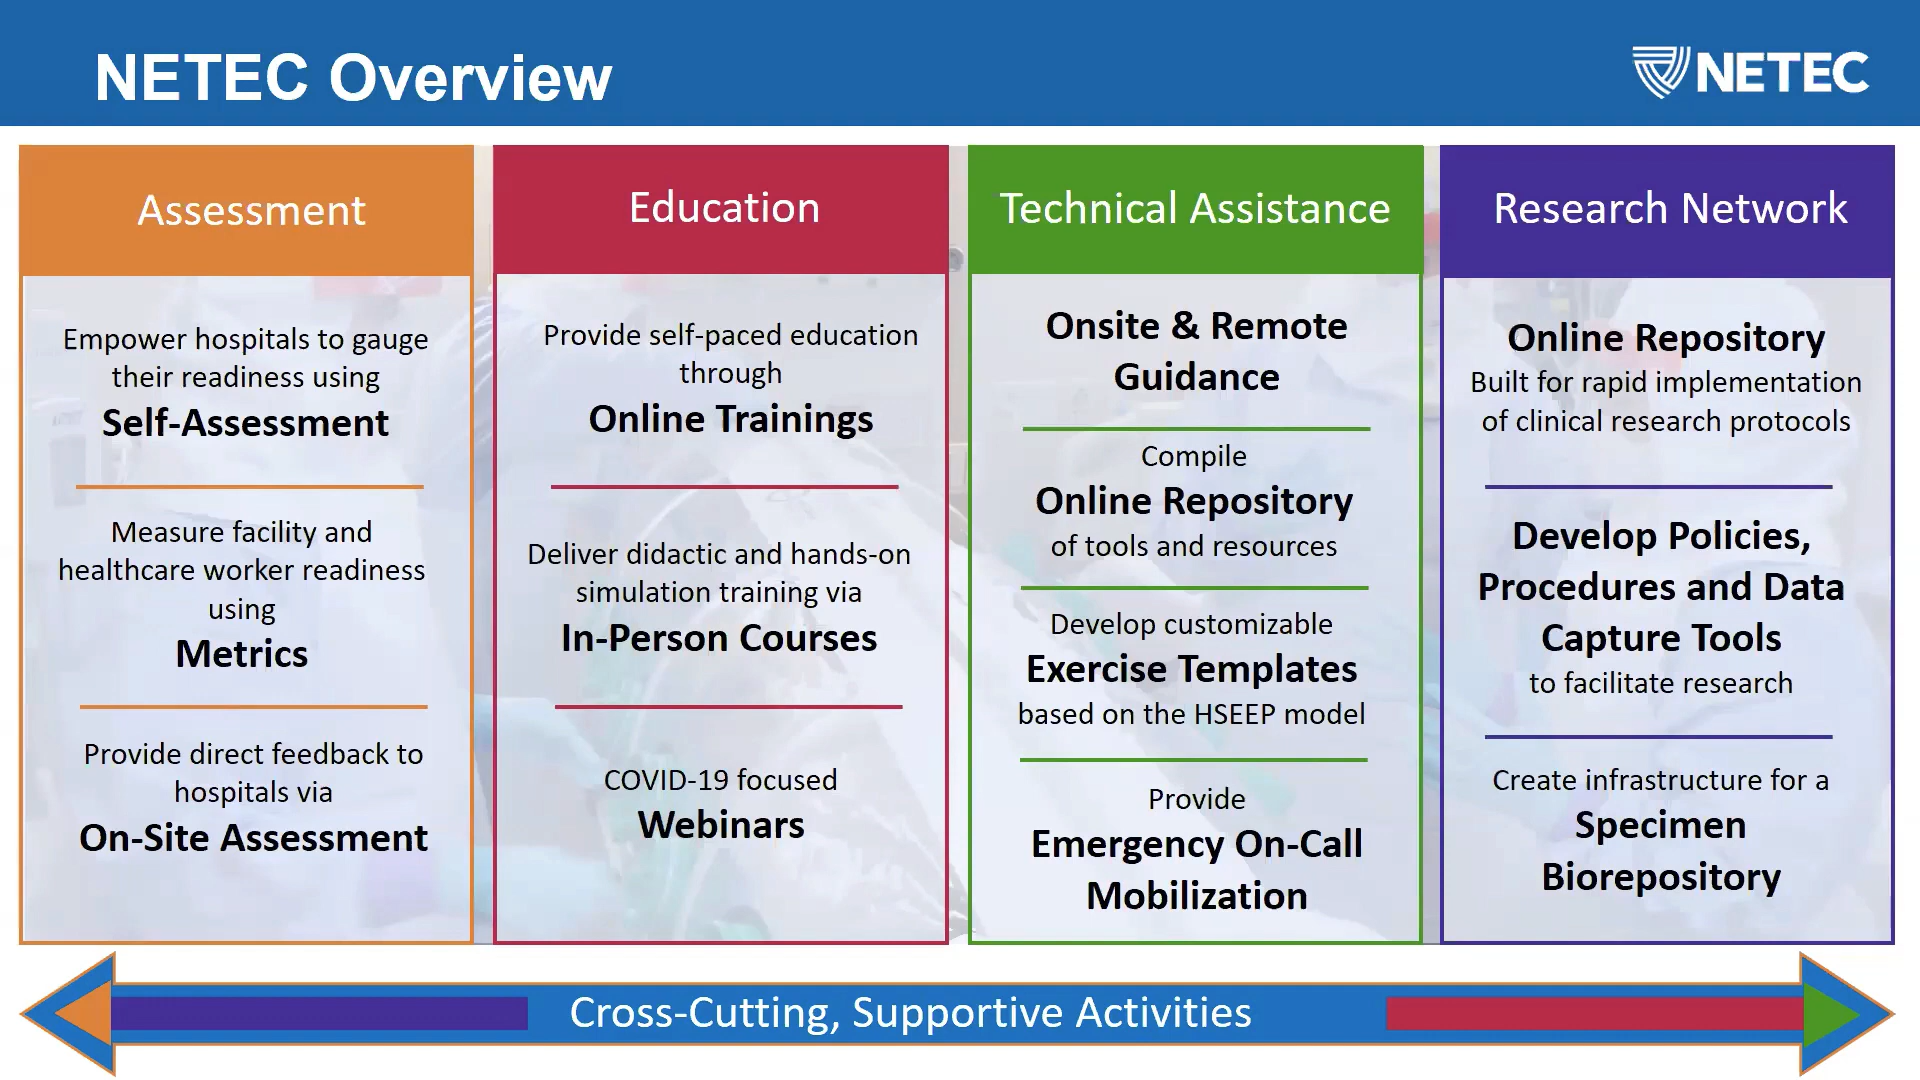 NETEC Overview
NETEC
Assessment
Empower hospitals to gauge
their readiness using
Self-Assessment
Measure facility and
healthcare worker readiness
using
Metrics
Provide direct feedback to
hospitals via
On-Site Assessment
Education
Provide self-paced education
through
Online Trainings
Deliver didactic and hands-on
simulation training via
In-Person Courses
COVID-19 focused
Webinars
Technical Assistance
Onsite & Remote
Guidance
Compile
Online Repository
of tools and resources
Develop customizable
Exercise Templates
based on the HSEEP model
Provide
Emergency On-Call
Mobilization
Research Network
Online Repository
Built for rapid implementation
of clinical research protocols
Develop Policies,
Procedures and Data
Capture Tools
to facilitate research
Create infrastructure for a
Specimen
Biorepository
Cross-Cutting, Supportive Activities